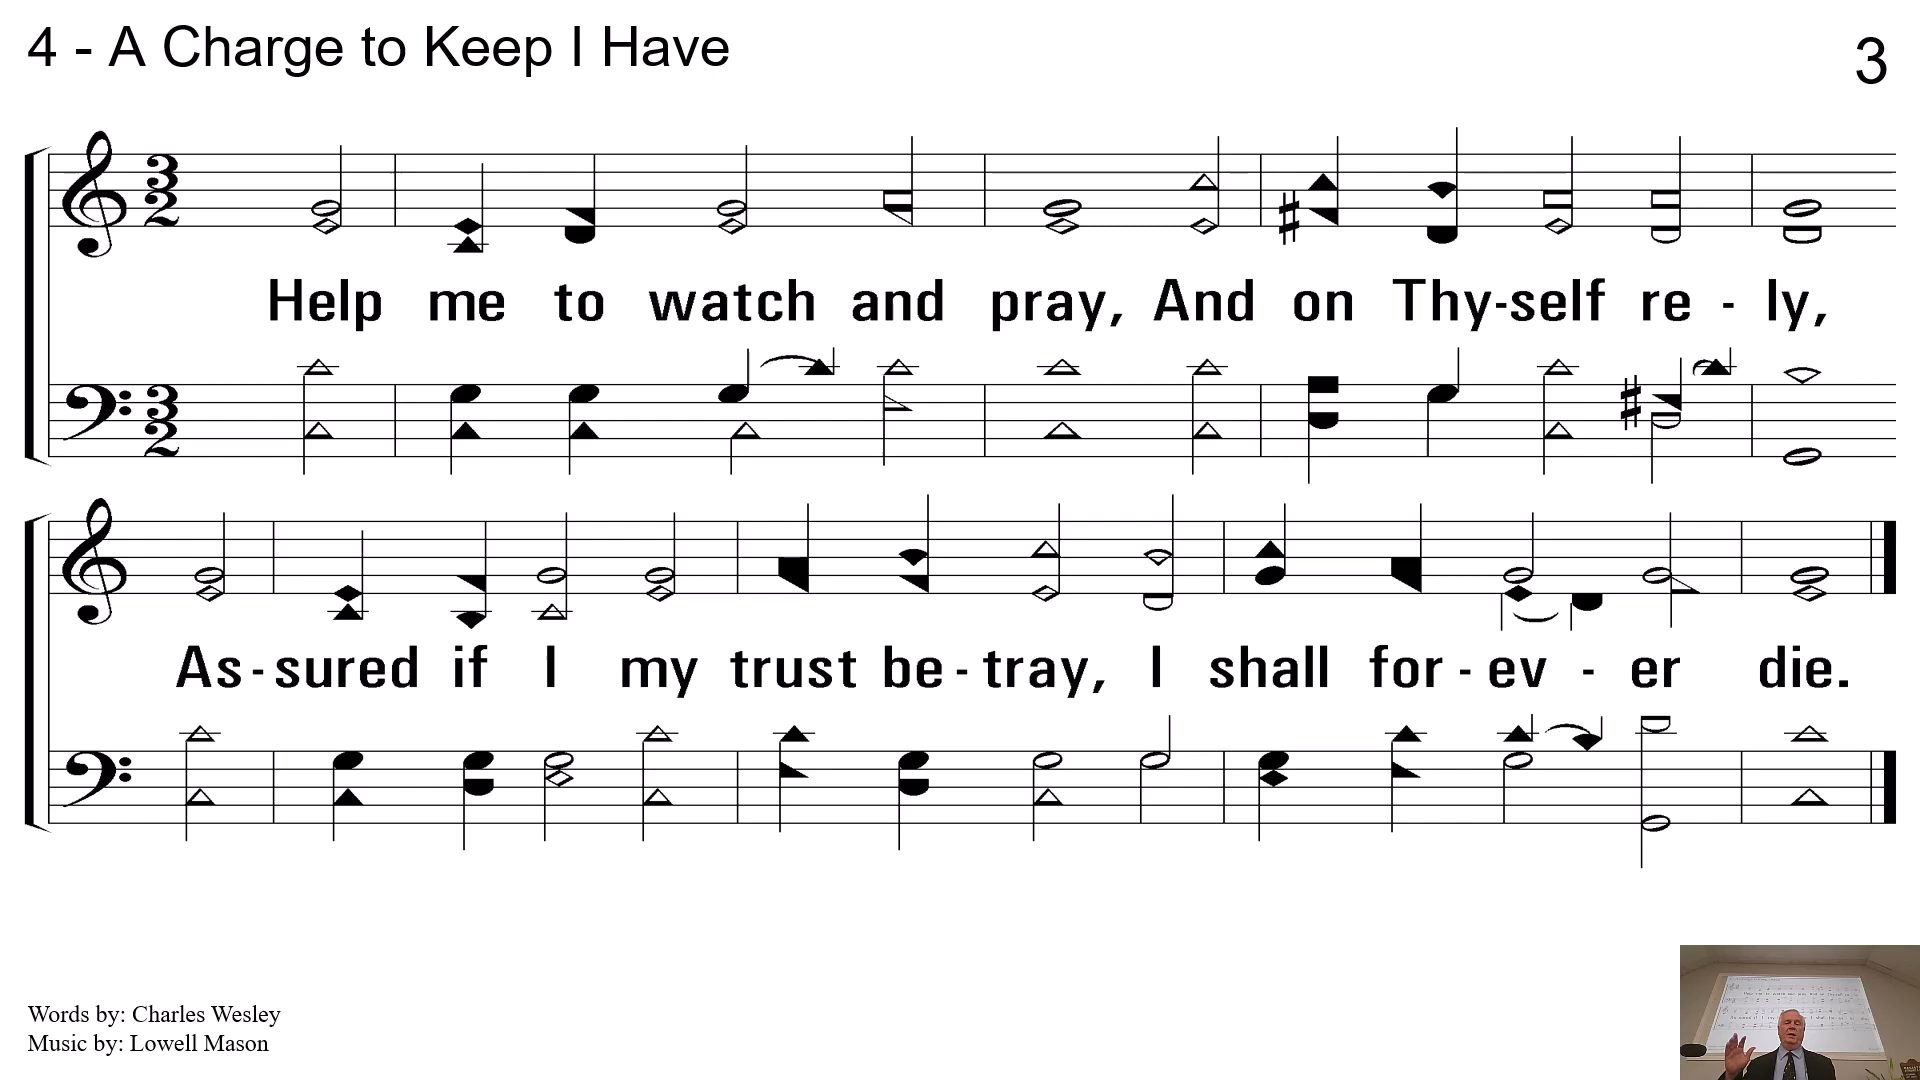 4 - A Charge to Keep I Have
3
Help me to watch and pray, And on Thy-self re - ly,
As-sured if I my trust be-tray, I shall for-ev - er die.
Words by: Charles Wesley
Music by: Lowell Mason